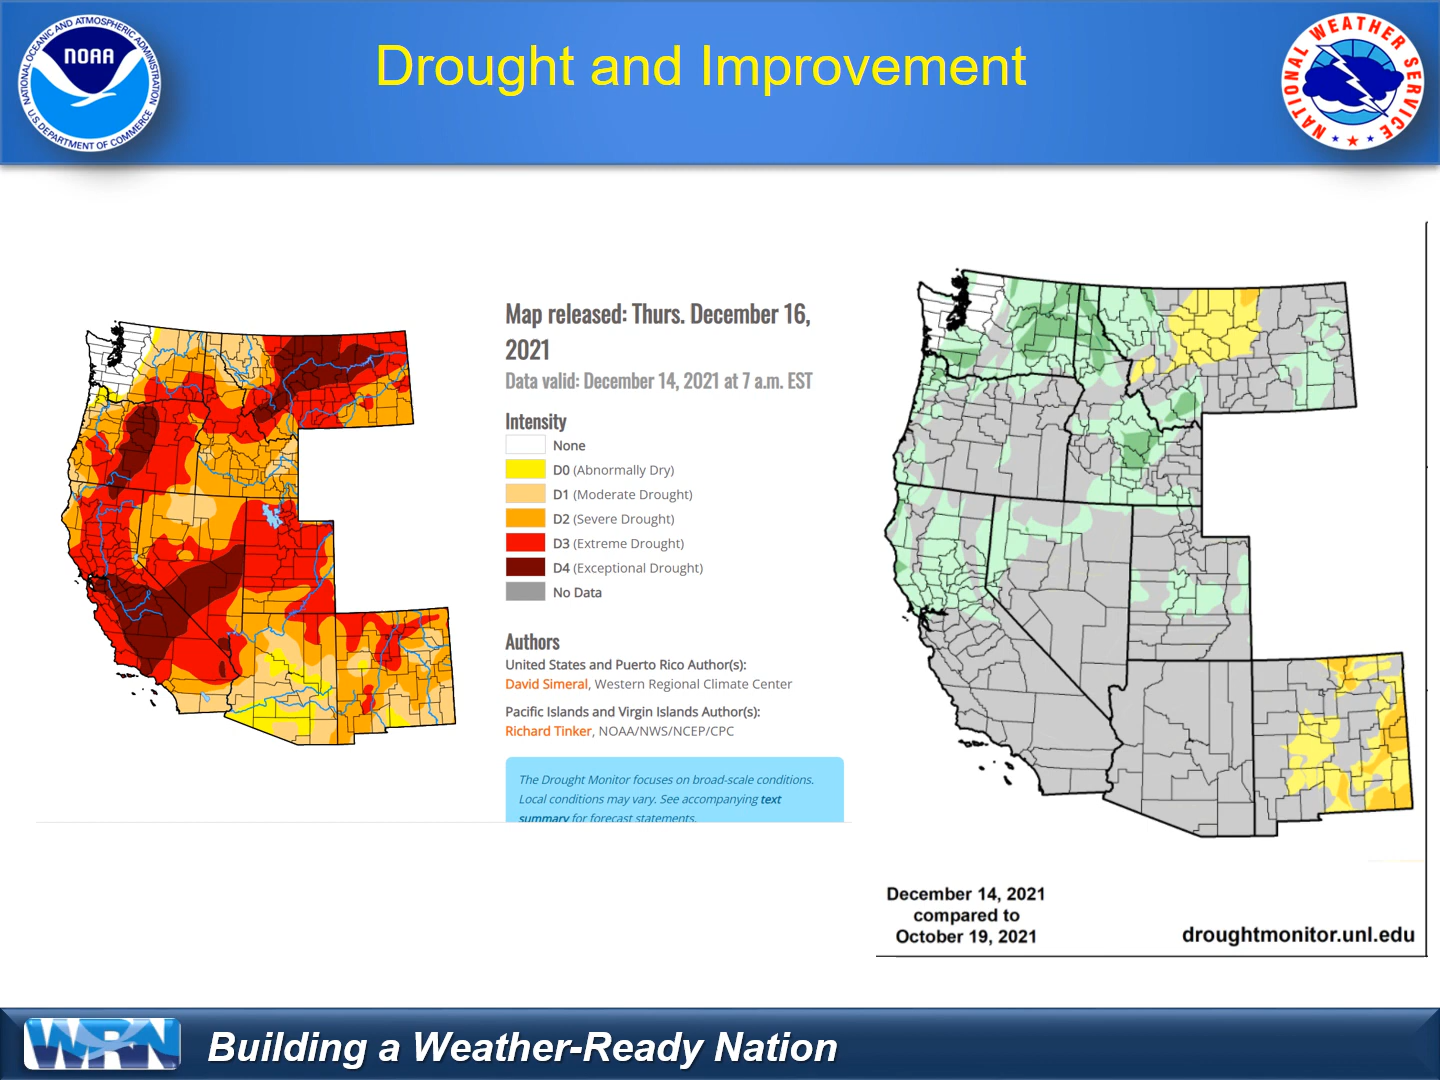 Drought and Improvement
NATIONAL OCEANIC AND ATMOSPHERIC ADMINISTRATION
NOAA
U.S. DEPARTMENT OF COMMERCE
NATIONAL WEATHER SERVICE
Map released: Thurs. December 16,
2021
Data valid: December 14, 2021 at 7 a.m. EST
Intensity
None
D0 (Abnormally Dry)
D1 (Moderate Drought)
D2 (Severe Drought)
D3 (Extreme Drought)
D4 (Exceptional Drought)
No Data
Authors
United States and Puerto Rico Author(s):
David Simeral, Western Regional Climate Center
Pacific Islands and Virgin Islands Author(s):
Richard Tinker, NOAA/NWS/NCEP/CPC
The Drought Monitor focuses on broad-scale conditions.
Local conditions may vary. See accompanying text
summary for forecast statements.
December 14, 2021
compared to
October 19, 2021
droughtmonitor.unl.edu
WRN
Building a Weather-Ready Nation